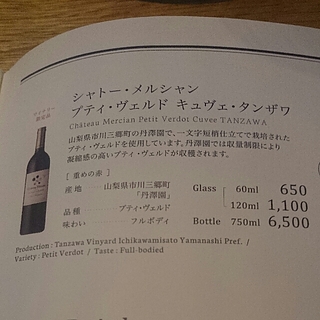 シャトー・メルシャン
プティ・ヴェルド キュヴェ・タンザワ
Château Mercian Petit Verdot Cuvee TANZAWA
山梨県市川三郷町の丹澤園で、一文字短梢仕立てで栽培された
プティ・ヴェルドを使用しています。丹澤園では収量制限により
凝縮感の高いプティ・ヴェルドが収穫されます。
[ 恵めの赤 ]
産地 山梨県市川三郷町 Glass 60ml 650
「丹澤園」 120ml 1,100
品種 プティ・ヴェルド
味わい フルボディ Bottle 750ml 6,500
Production : Tanzawa Vinyard Ichikawamisato Yamanashi Pref. /
Variety : Petit Verdot / Taste : Full-bodied